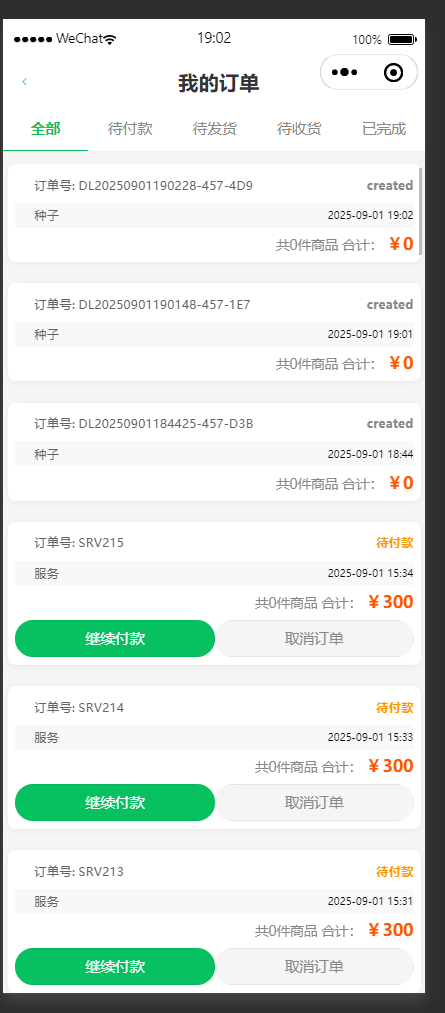 WeChat 19:02 100%
我的订单
全部 待付款 待发货 待收货 已完成
订单号: DL20250901190228-457-4D9 created
种子 2025-09-01 19:02
共0件商品 合计: ¥0
订单号: DL20250901190148-457-1E7 created
种子 2025-09-01 19:01
共0件商品 合计: ¥0
订单号: DL20250901184425-457-D3B created
种子 2025-09-01 18:44
共0件商品 合计: ¥0
订单号: SRV215 待付款
服务 2025-09-01 15:34
共0件商品 合计: ¥300
继续付款 取消订单
订单号: SRV214 待付款
服务 2025-09-01 15:33
共0件商品 合计: ¥300
继续付款 取消订单
订单号: SRV213 待付款
服务 2025-09-01 15:31
共0件商品 合计: ¥300
继续付款 取消订单